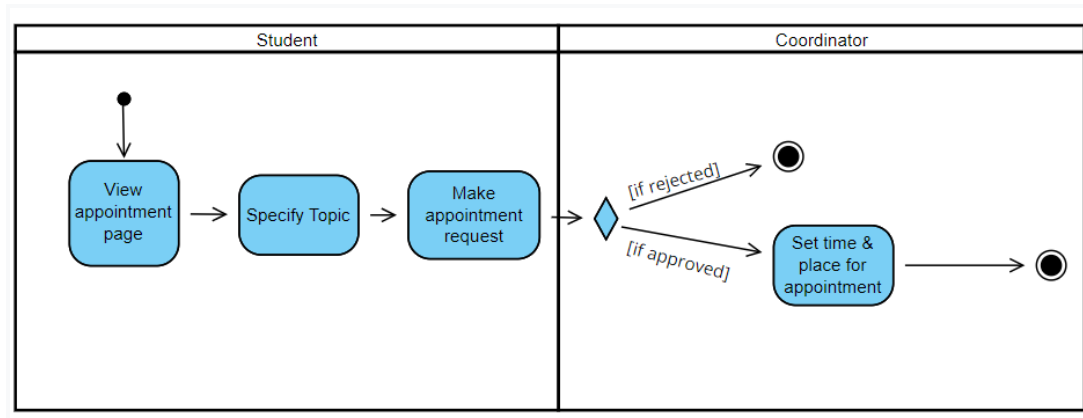 Student
Coordinator
View
appointment
page
Specify Topic
Make
appointment
request
[if rejected]
[if approved]
Set time &
place for
appointment